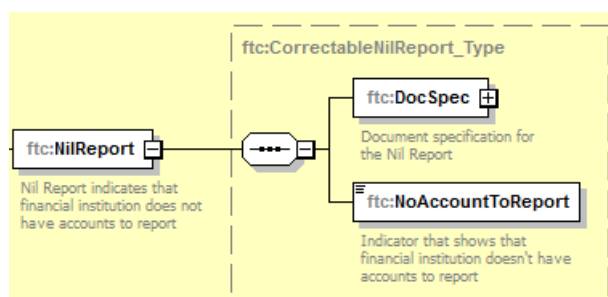 ftc:CorrectableNilReport_Type
ftc:DocSpec
Document specification for
the Nil Report
ftc:NilReport
Nil Report indicates that
financial institution does not
have accounts to report
ftc:NoAccountToReport
Indicator that shows that
financial institution doesn't have
accounts to report